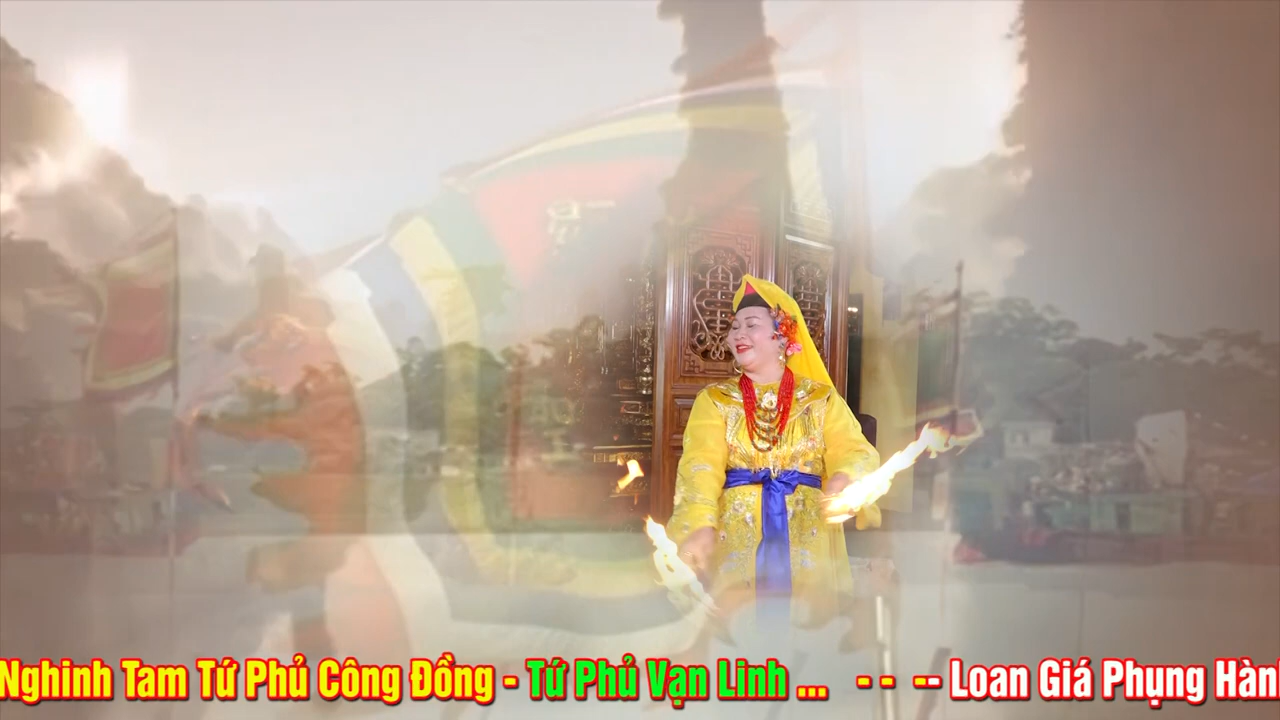 Nghinh Tam Tứ Phủ Công Đồng - Tứ Phủ Vạn Linh ... - - -- Loan Giá Phụng Hành